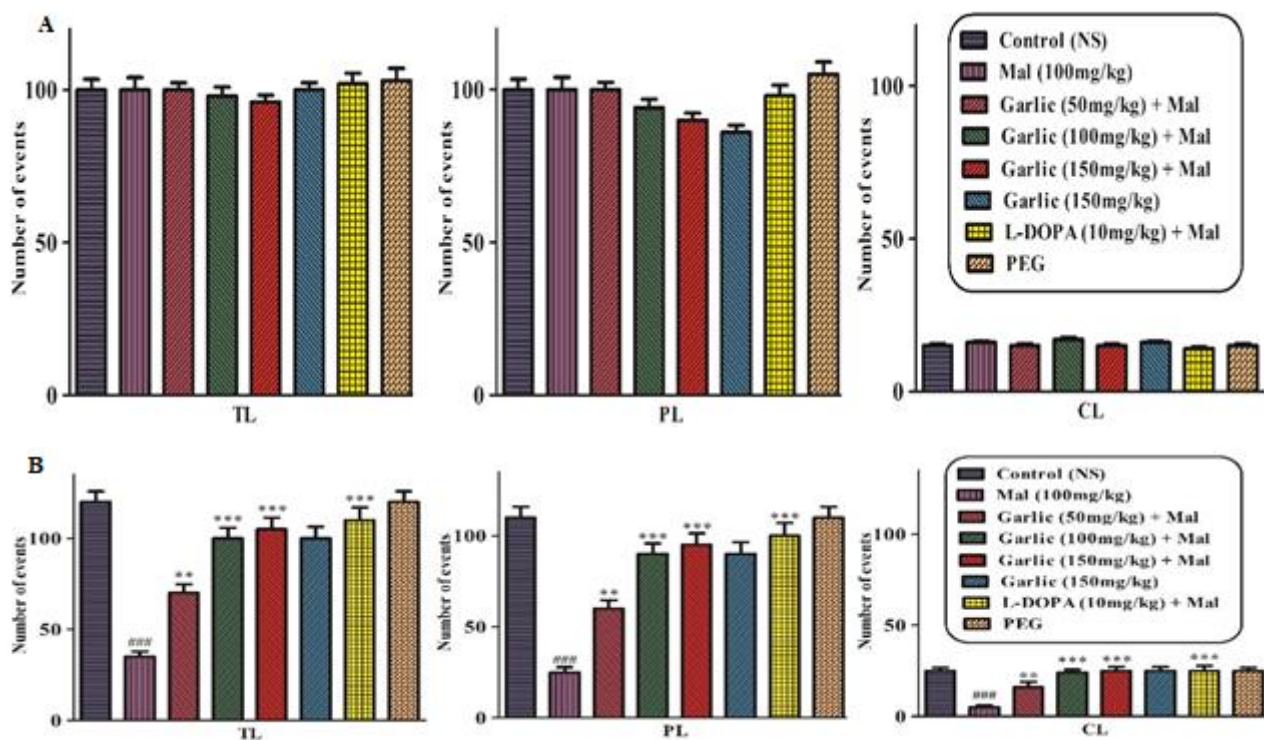 A
Number of events
100
50
0
TL
Number of events
100
50
0
PL
Number of events
100
50
0
CL
Control (NS)
Mal (100mg/kg)
Garlic (50mg/kg) + Mal
Garlic (100mg/kg) + Mal
Garlic (150mg/kg) + Mal
Garlic (150mg/kg)
L-DOPA (10mg/kg) + Mal
PEG
B
Number of events
100
50
0
###
**
***
***
***
TL
Number of events
100
50
0
###
**
***
***
***
PL
Number of events
100
50
0
###
**
***
***
***
CL
Control (NS)
Mal (100mg/kg)
Garlic (50mg/kg) + Mal
Garlic (100mg/kg) + Mal
Garlic (150mg/kg) + Mal
Garlic (150mg/kg)
L-DOPA (10mg/kg) + Mal
PEG